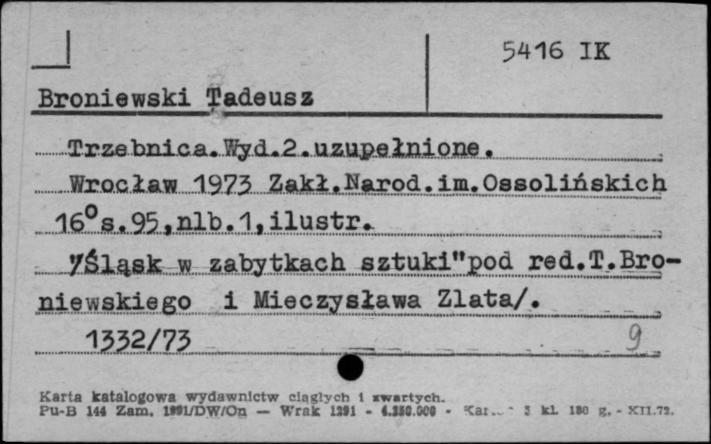 5416 IK
Broniewski Tadeusz
Trzebnica.Wyd.2.uzupełnione.
Wrocław 1973 Zakł.Narod.im.Ossolińskich
16° s.95,nlb.1,ilustr.
"/Śląsk w zabytkach sztuki"pod red.T.Bro-
niewskiego i Mieczysława Zlata/.
1332/73 9
Karta katalogowa wydawnictw ciągłych i zwartych.
Pu-B 144 Zam. 1991/DW/On — Wrak 1291 - 4.350.000 - 3 kl. 180 g. - XII.72.